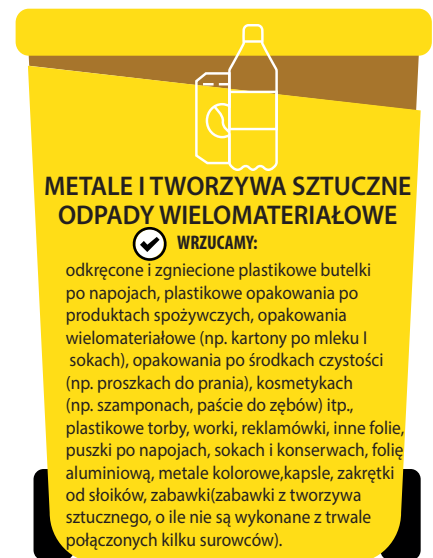 METALE I TWORZYWA SZTUCZNE
ODPADY WIELOMATERIAŁOWE
WRZUCAMY:
odkręcone i zgniecione plastikowe butelki
po napojach, plastikowe opakowania po
produktach spożywczych, opakowania
wielomateriałowe (np. kartony po mleku I
sokach), opakowania po środkach czystości
(np. proszkach do prania), kosmetykach
(np. szamponach, paście do zębów) itp.,
plastikowe torby, worki, reklamówki, inne folie,
puszki po napojach, sokach i konserwach, folię
aluminiową, metale kolorowe,kapsle, zakrętki
od słoików, zabawki(zabawki z tworzywa
sztucznego, o ile nie są wykonane z trwale
połączonych kilku surowców).